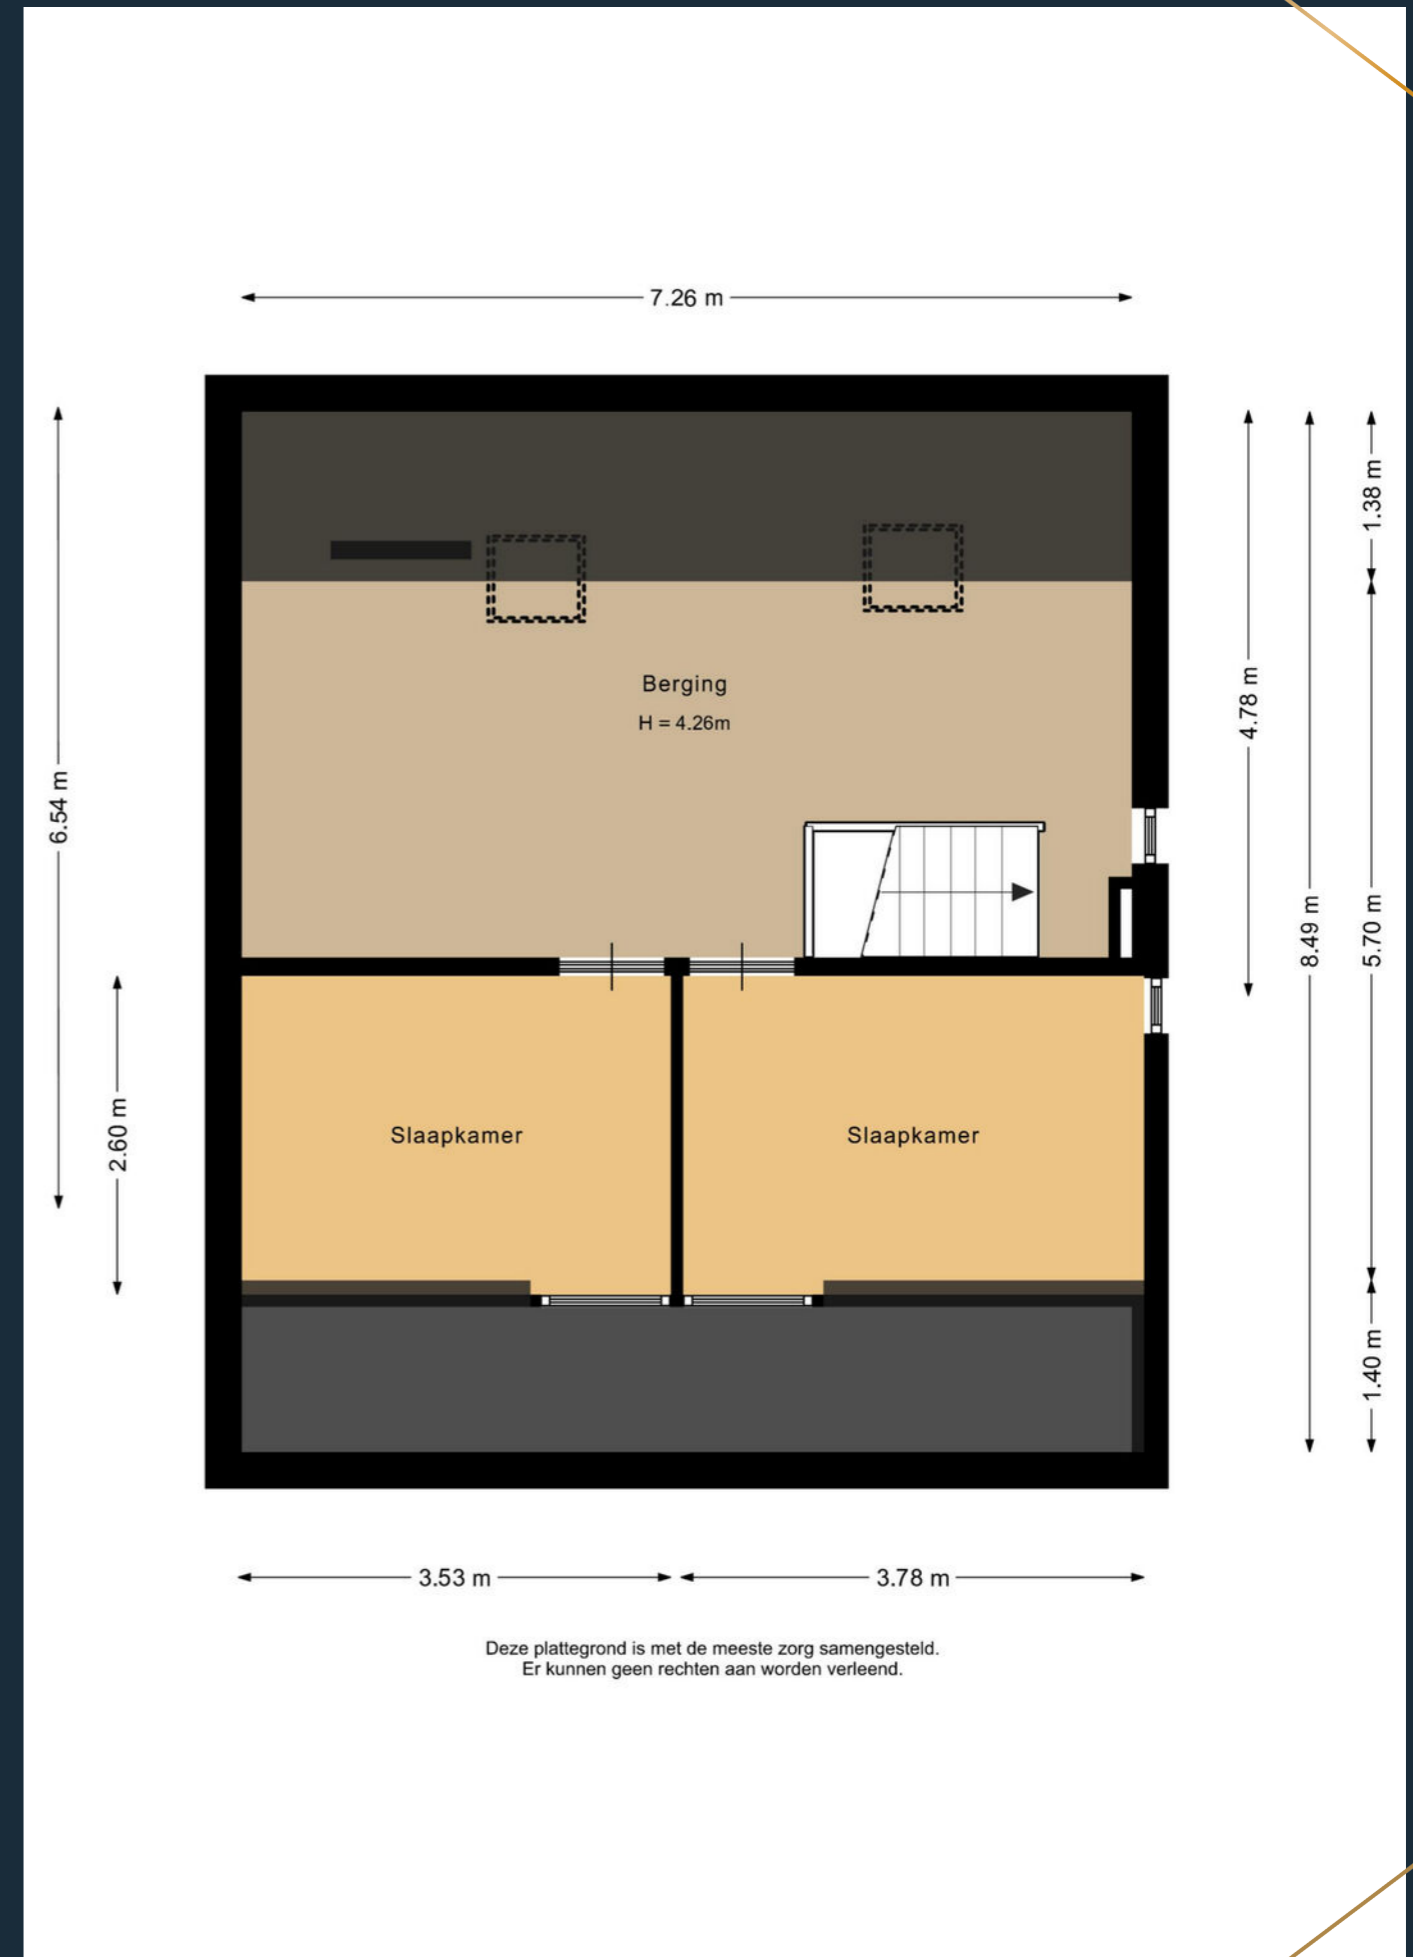 7.26 m
1.38 m
4.78 m
Berging
H = 4.26m
6.54 m
8.49 m
5.70 m
2.60 m
Slaapkamer
Slaapkamer
1.40 m
3.53 m
3.78 m
Deze plattegrond is met de meeste zorg samengesteld.
Er kunnen geen rechten aan worden verleend.